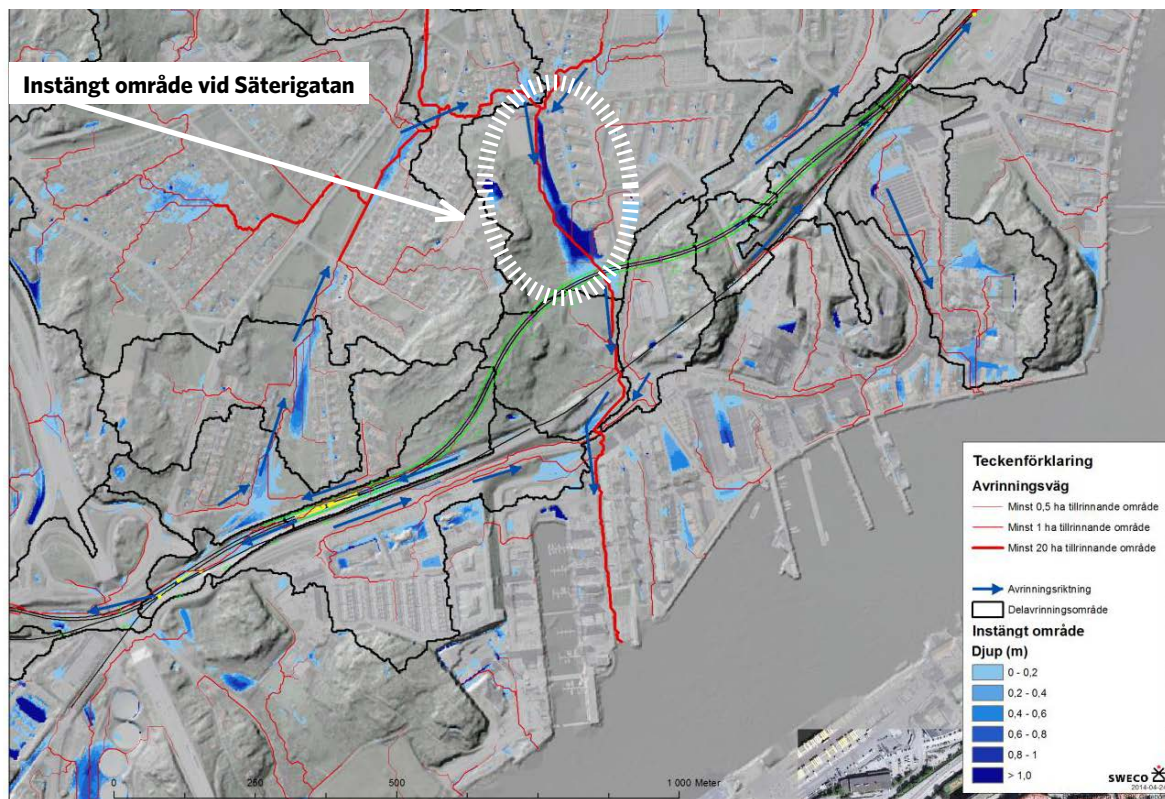 Instängt område vid Säterigatan
Teckenförklaring
Avrinningsväg
Minst 0,5 ha tillrinnande område
Minst 1 ha tillrinnande område
Minst 20 ha tillrinnande område
Avrinningsriktning
Delavrinningsområde
Instängt område
Djup (m)
0 - 0,2
0,2 - 0,4
0,4 - 0,6
0,6 - 0,8
0,8 - 1
> 1,0
0 250 500 1 000 Meter
SWECO